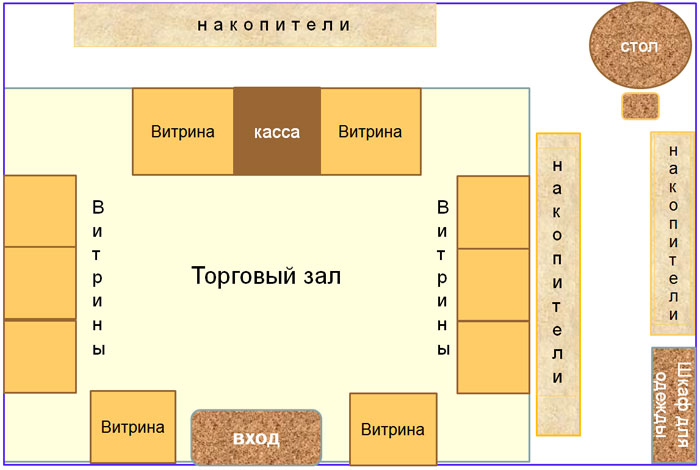 накопители
стол
Витрина
касса
Витрина
Витрины
Витрины
накопители
накопители
Торговый зал
Шкаф для
одежды
Витрина
вход
Витрина